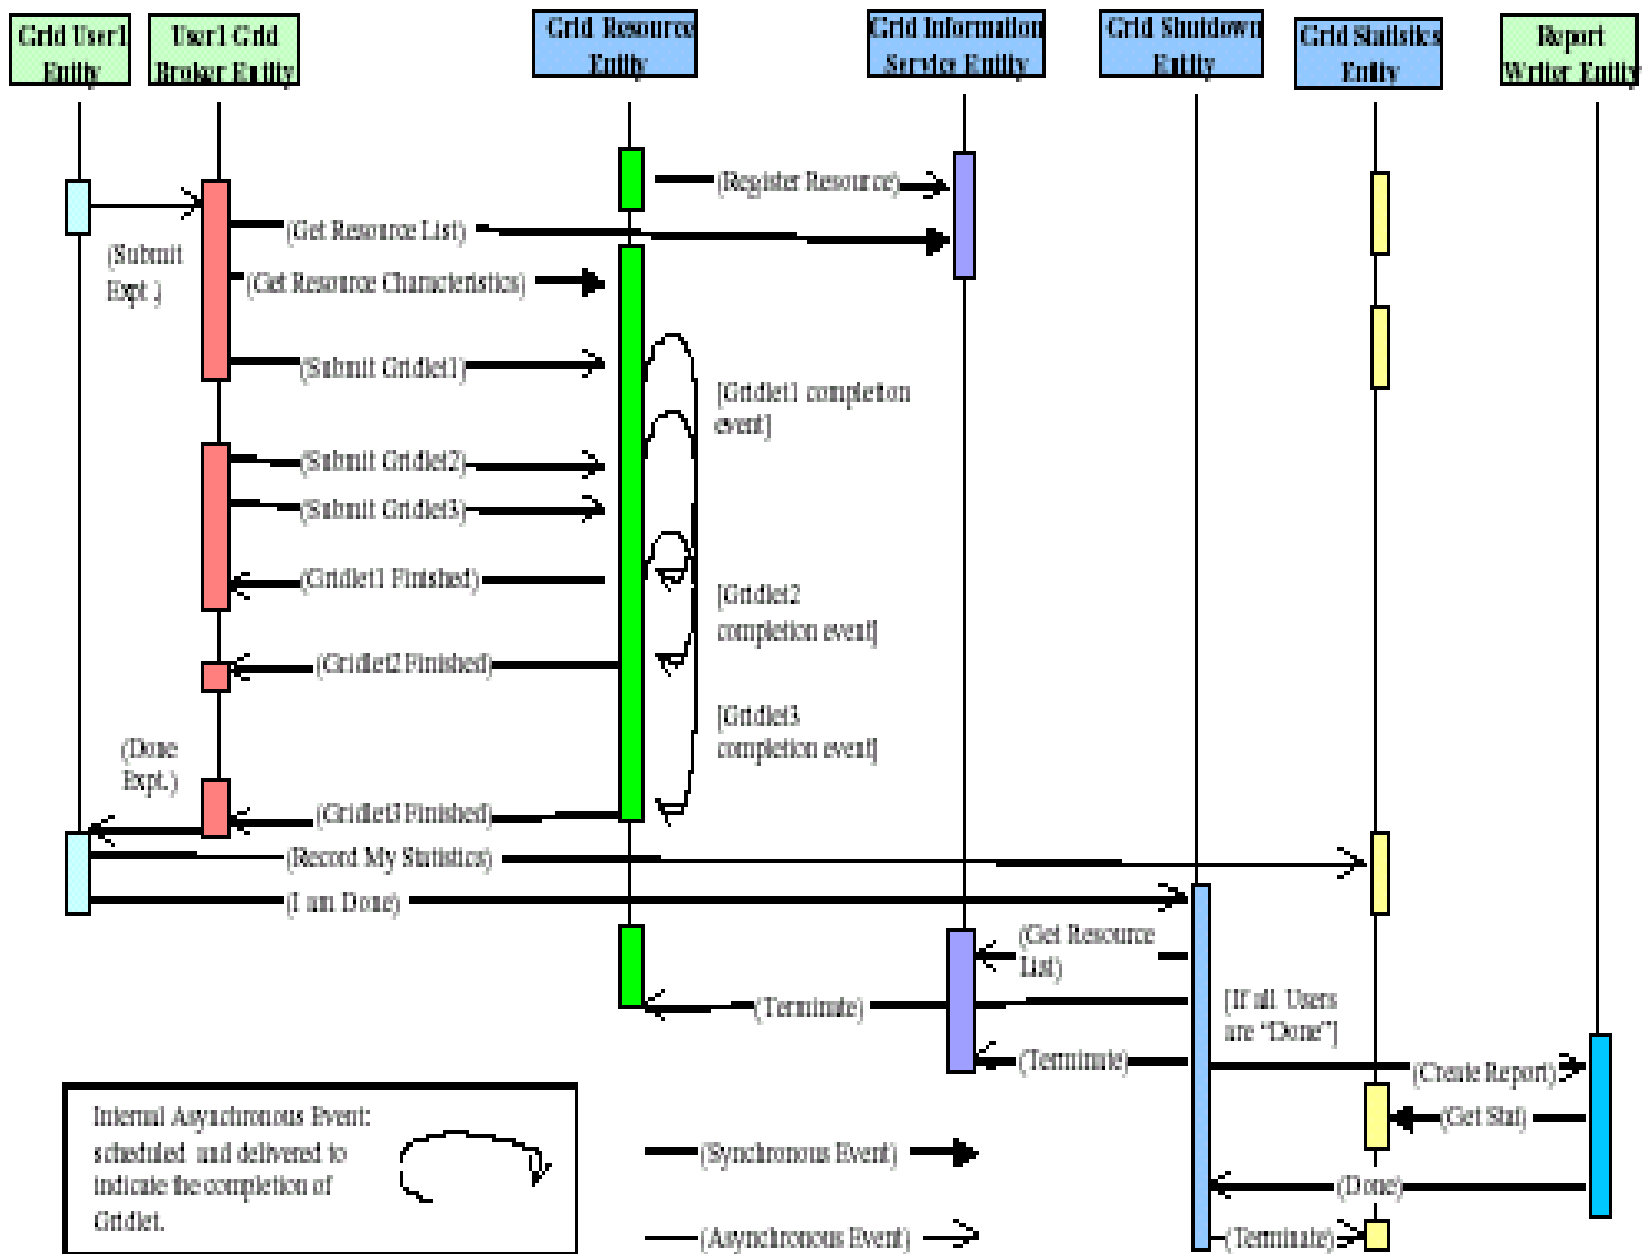 Grid User1
Entity
User1 Grid
Broker Entity
Grid Resource
Entity
Grid Information
Service Entity
Grid Shutdown
Entity
Grid Statistics
Entity
Report
Writer Entity
(Register Resource)
(Get Resource List)
(Submit
Expt.)
(Get Resource Characteristics)
(Submit Gridlet1)
[Gridlet1 completion
event]
(Submit Gridlet2)
(Submit Gridlet3)
(Gridlet1 Finished)
[Gridlet2
completion event]
(Gridlet2 Finished)
[Gridlet3
completion event]
(Done
Expt.)
(Gridlet3 Finished)
(Record My Statistics)
(I am Done)
(Get Resource
List)
(Terminate)
[If all Users
are “Done”]
(Terminate)
(Create Report)
(Get Stat)
(Done)
(Terminate)
Internal Asynchronous Event:
scheduled and delivered to
indicate the completion of
Gridlet.
(Synchronous Event)
(Asynchronous Event)